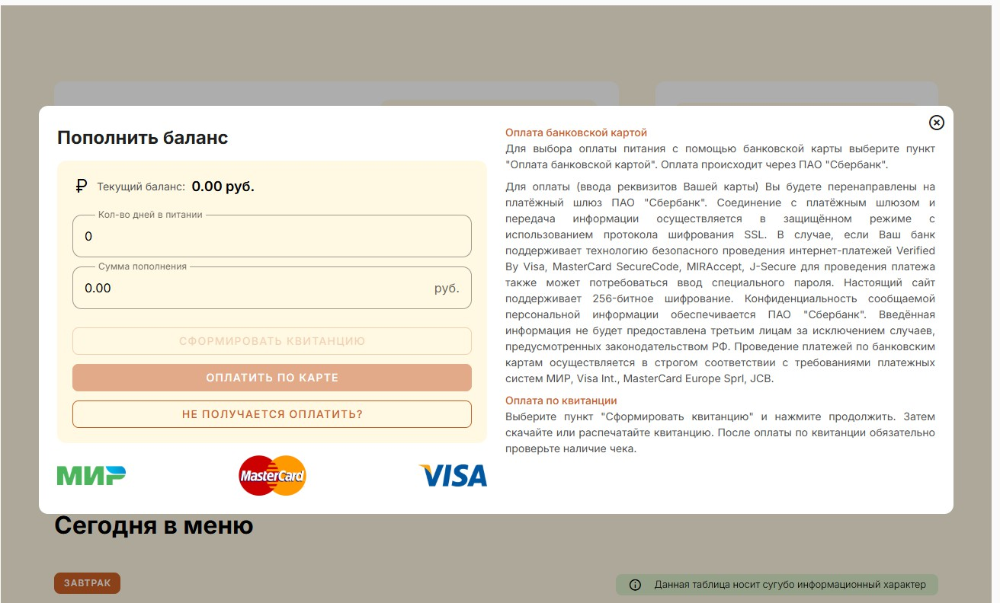 Пополнить баланс
Текущий баланс: 0.00 руб.
Кол-во дней в питании
0
Сумма пополнения
0.00 руб.
СФОРМИРОВАТЬ КВИТАНЦИЮ
ОПЛАТИТЬ ПО КАРТЕ
НЕ ПОЛУЧАЕТСЯ ОПЛАТИТЬ?
МИР
MasterCard
VISA
Оплата банковской картой
Для выбора оплаты питания с помощью банковской карты выберите пункт
"Оплата банковской картой". Оплата происходит через ПАО "Сбербанк".
Для оплаты (ввода реквизитов Вашей карты) Вы будете перенаправлены на
платёжный шлюз ПАО "Сбербанк". Соединение с платёжным шлюзом и
передача информации осуществляется в защищённом режиме с
использованием протокола шифрования SSL. В случае, если Ваш банк
поддерживает технологию безопасного проведения интернет-платежей Verified
By Visa, MasterCard SecureCode, MIRAccept, J-Secure для проведения платежа
также может потребоваться ввод специального пароля. Настоящий сайт
поддерживает 256-битное шифрование. Конфиденциальность сообщаемой
персональной информации обеспечивается ПАО "Сбербанк". Введённая
информация не будет предоставлена третьим лицам за исключением случаев,
предусмотренных законодательством РФ. Проведение платежей по банковским
картам осуществляется в строгом соответствии с требованиями платежных
систем МИР, Visa Int., MasterCard Europe Sprl, JCB.
Оплата по квитанции
Выберите пункт "Сформировать квитанцию" и нажмите продолжить. Затем
скачайте или распечатайте квитанцию. После оплаты по квитанции обязательно
проверьте наличие чека.
Сегодня в меню
ЗАВТРАК
Данная таблица носит сугубо информационный характер